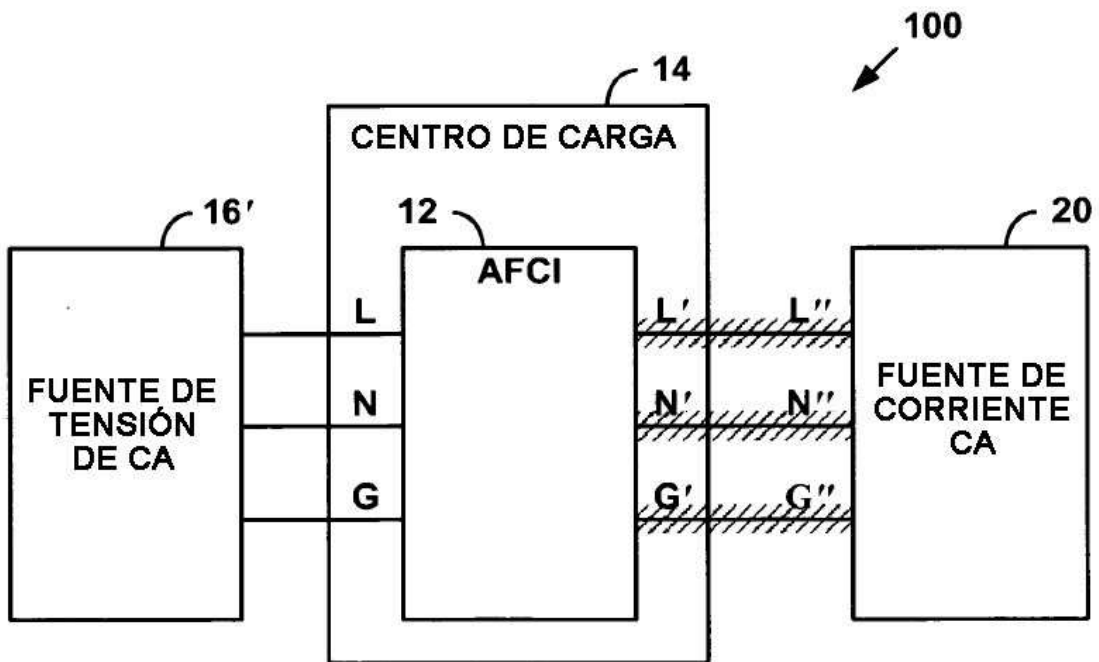 100
14
CENTRO DE CARGA
16'
12
20
AFCI
L
L'
L''
FUENTE DE
TENSIÓN
DE CA
N
N'
N''
FUENTE DE
CORRIENTE
CA
G
G'
G''